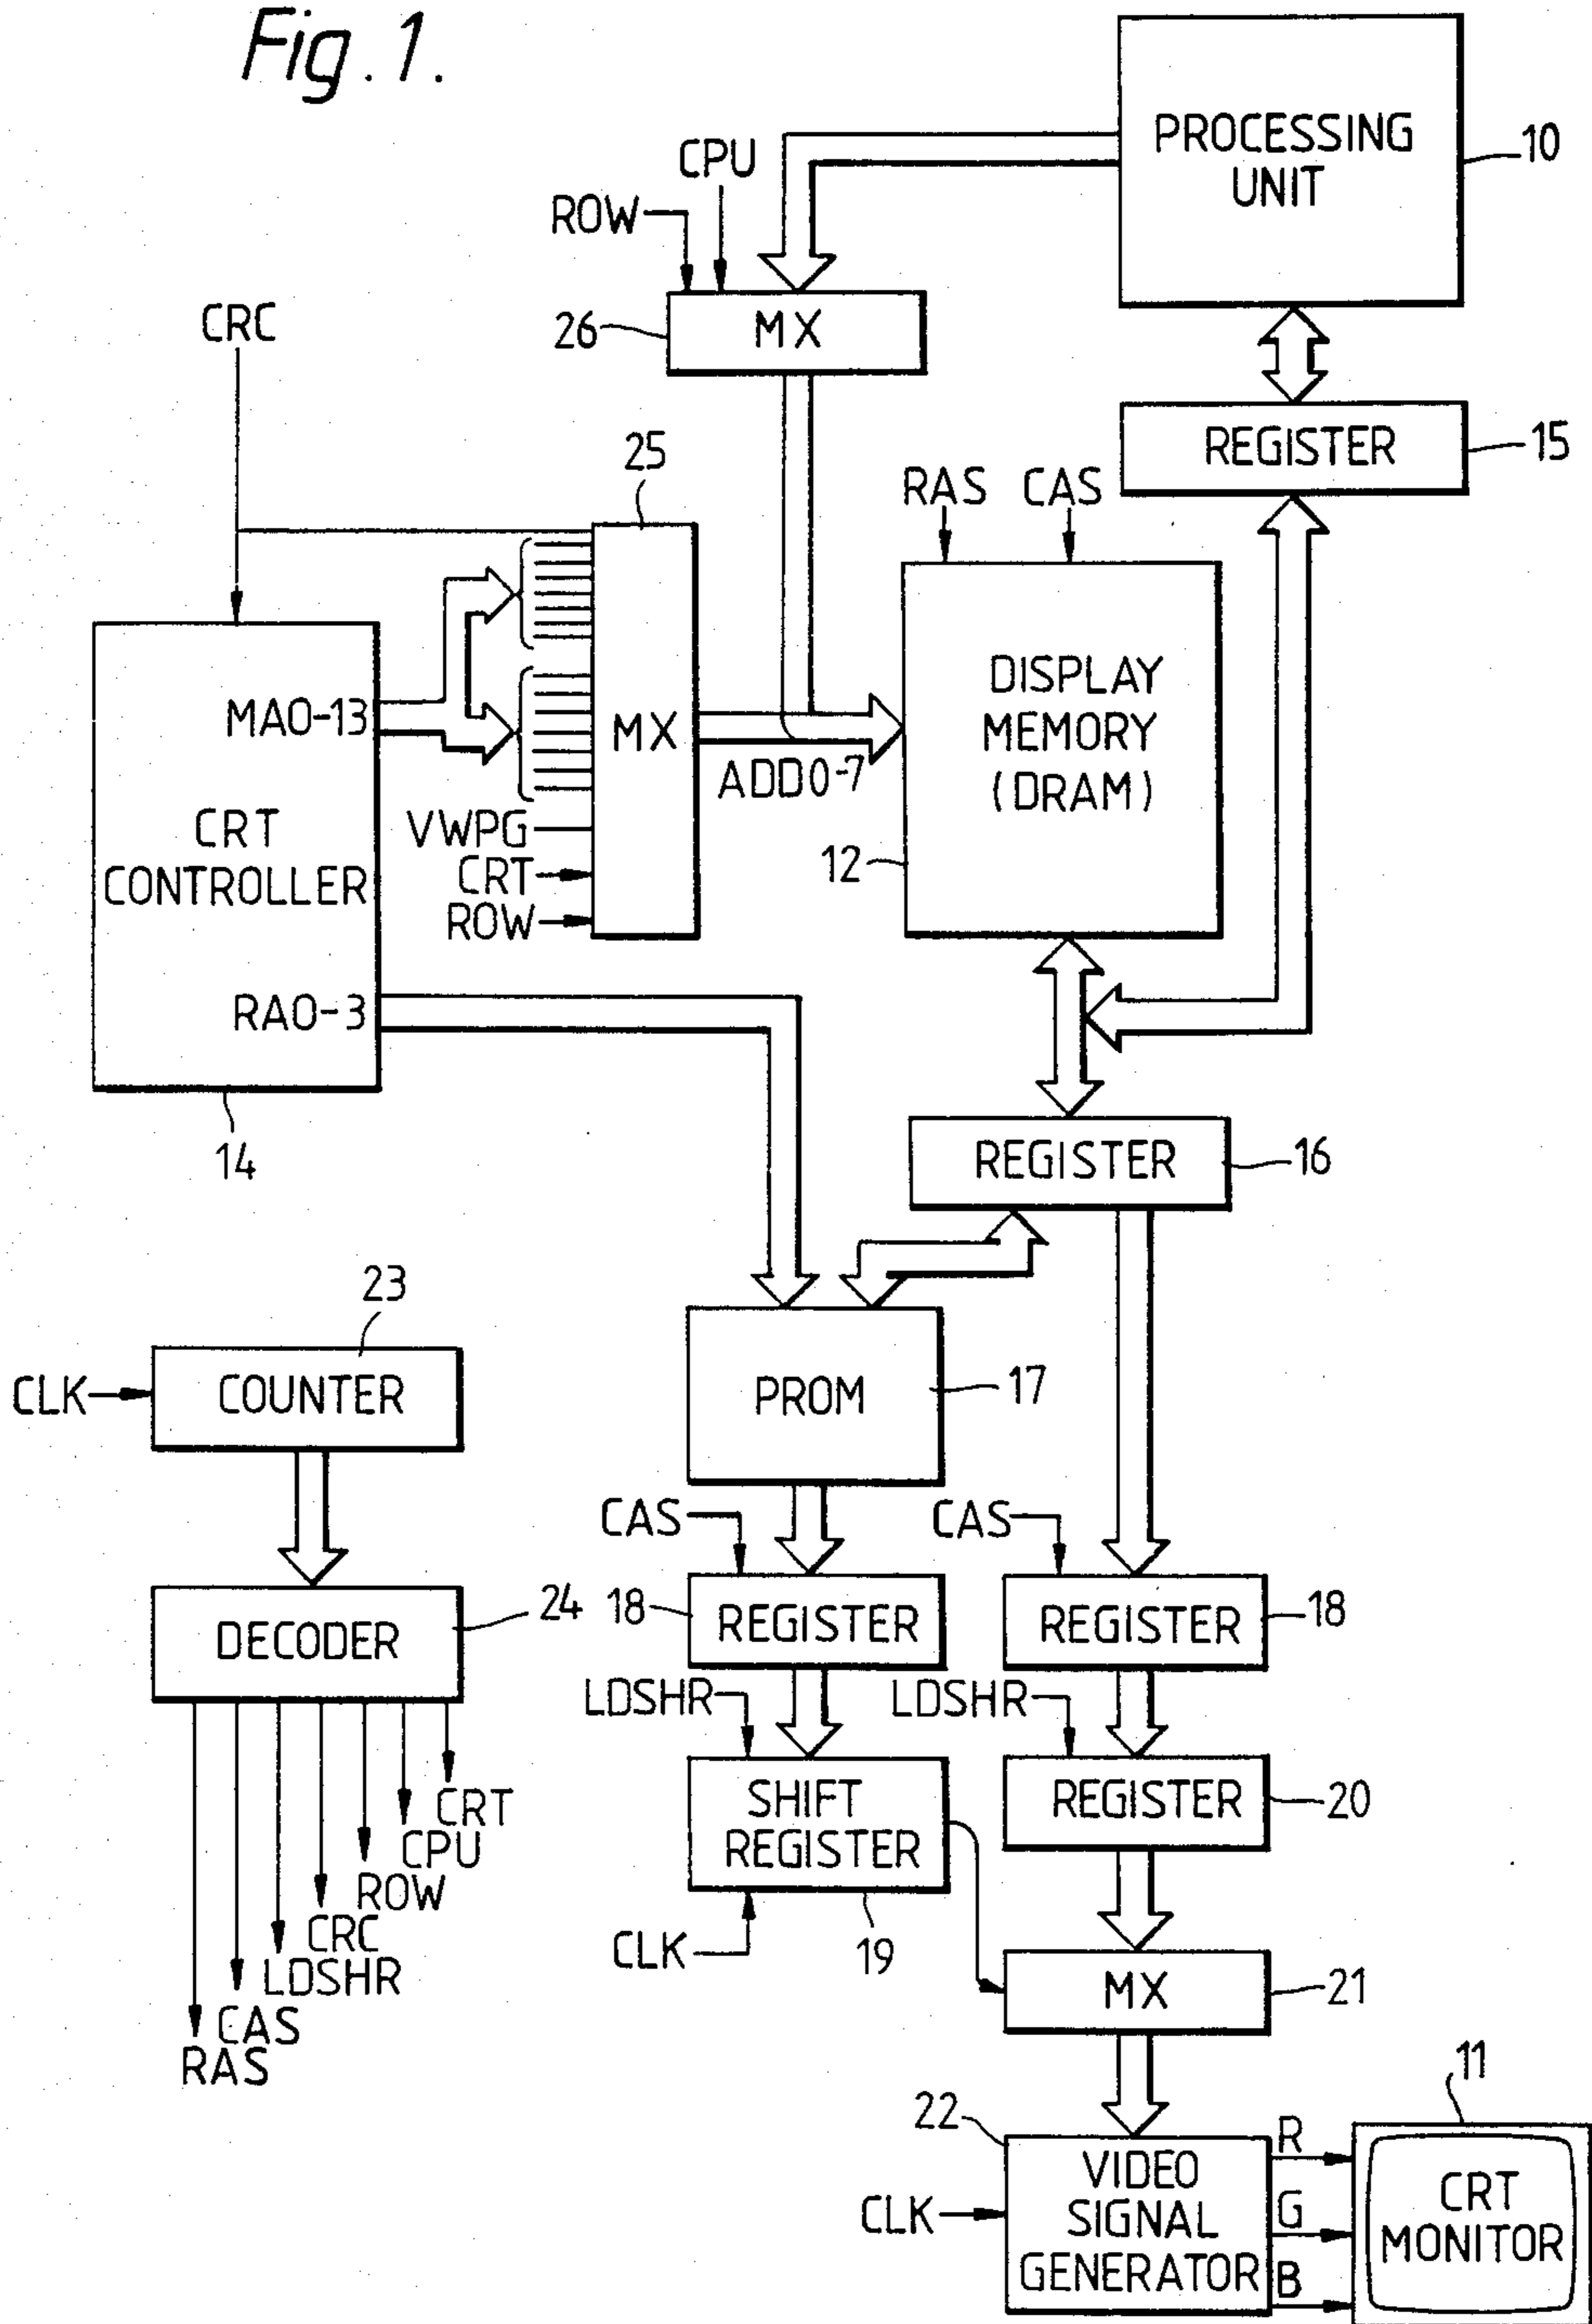 Fig. 1.
PROCESSING
UNIT
10
CPU
ROW
26
MX
CRC
REGISTER
15
25
RAS
CAS
MA0-13
MX
ADD0-7
DISPLAY
MEMORY
(DRAM)
12
CRT
CONTROLLER
VWPG
CRT
ROW
RA0-3
14
REGISTER
16
23
CLK
COUNTER
PROM
17
CAS
CAS
24
DECODER
18
REGISTER
REGISTER
18
LDSHR
LDSHR
SHIFT
REGISTER
REGISTER
20
CRT
CPU
ROW
CRC
LDSHR
CAS
RAS
CLK
19
MX
21
11
22
VIDEO
SIGNAL
GENERATOR
CLK
R
G
B
CRT
MONITOR